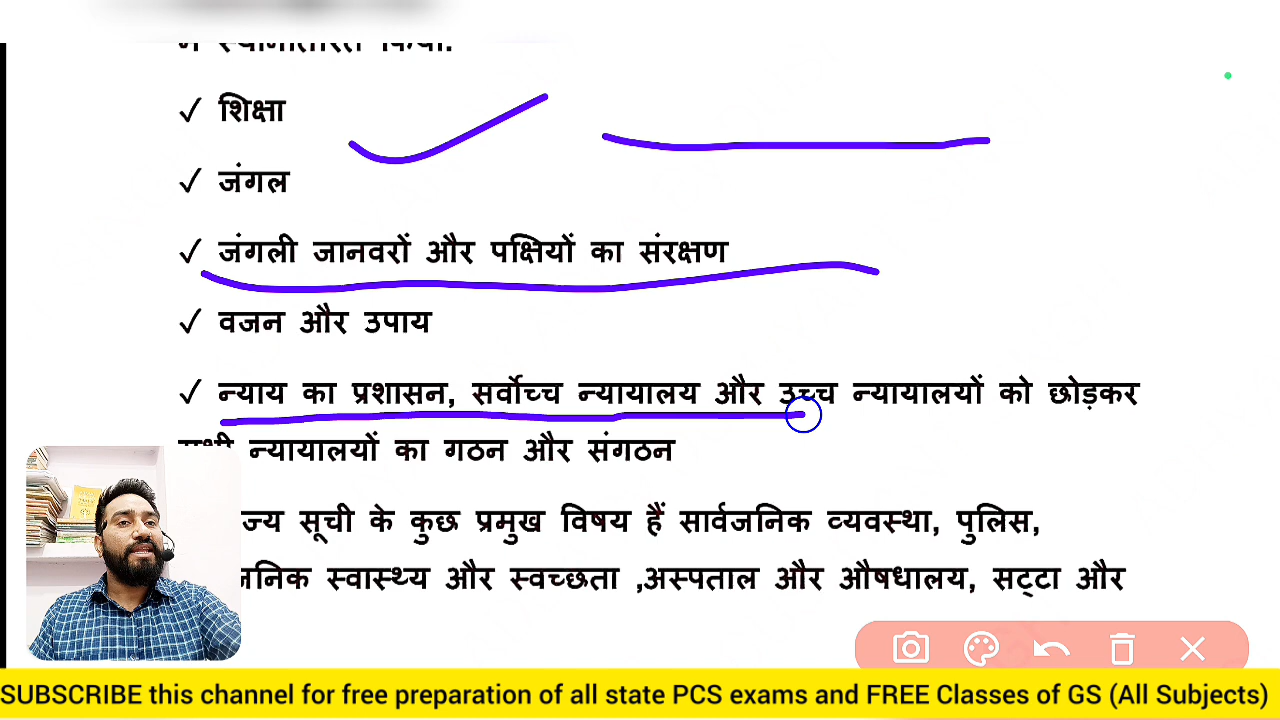 में स्थानांतरित किया:
✓ शिक्षा
✓ जंगल
✓ जंगली जानवरों और पक्षियों का संरक्षण
✓ वजन और उपाय
✓ न्याय का प्रशासन, सर्वोच्च न्यायालय और उच्च न्यायालयों को छोड़कर
न्यायालयों का गठन और संगठन
ज्य सूची के कुछ प्रमुख विषय हैं सार्वजनिक व्यवस्था, पुलिस,
जनिक स्वास्थ्य और स्वच्छता ,अस्पताल और औषधालय, सट्टा और
SUBSCRIBE this channel for free preparation of all state PCS exams and FREE Classes of GS (All Subjects)